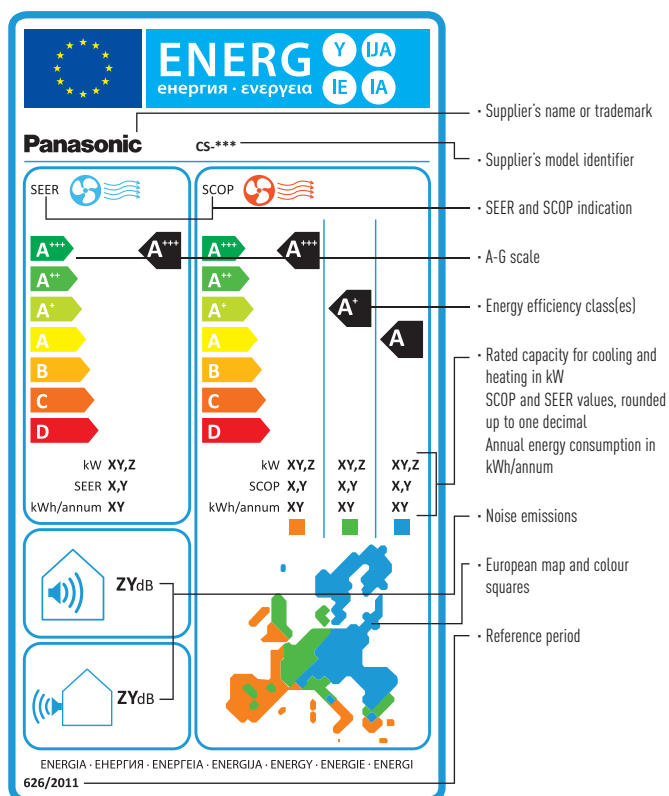 ENERG
енергия · ενεργεια
Y IJA
IE IA
Panasonic
CS-***
SEER
A+++
A++
A+
A
B
C
D
A+++
kW XY,Z
SEER X,Y
kWh/annum XY
SCOP
A+++
A++
A+
A
B
C
D
A+++
A+
A
kW XY,Z XY,Z XY,Z
SCOP X,Y X,Y X,Y
kWh/annum XY XY XY
ZYdB
ZYdB
ENERGIA · ЕНЕРГИЯ · ΕΝΕΡΓΕΙΑ · ENERGIJA · ENERGY · ENERGIE · ENERGI
626/2011
· Supplier's name or trademark
· Supplier's model identifier
· SEER and SCOP indication
· A-G scale
· Energy efficiency class(es)
· Rated capacity for cooling and
heating in kW
SCOP and SEER values, rounded
up to one decimal
Annual energy consumption in
kWh/annum
· Noise emissions
· European map and colour
squares
· Reference period